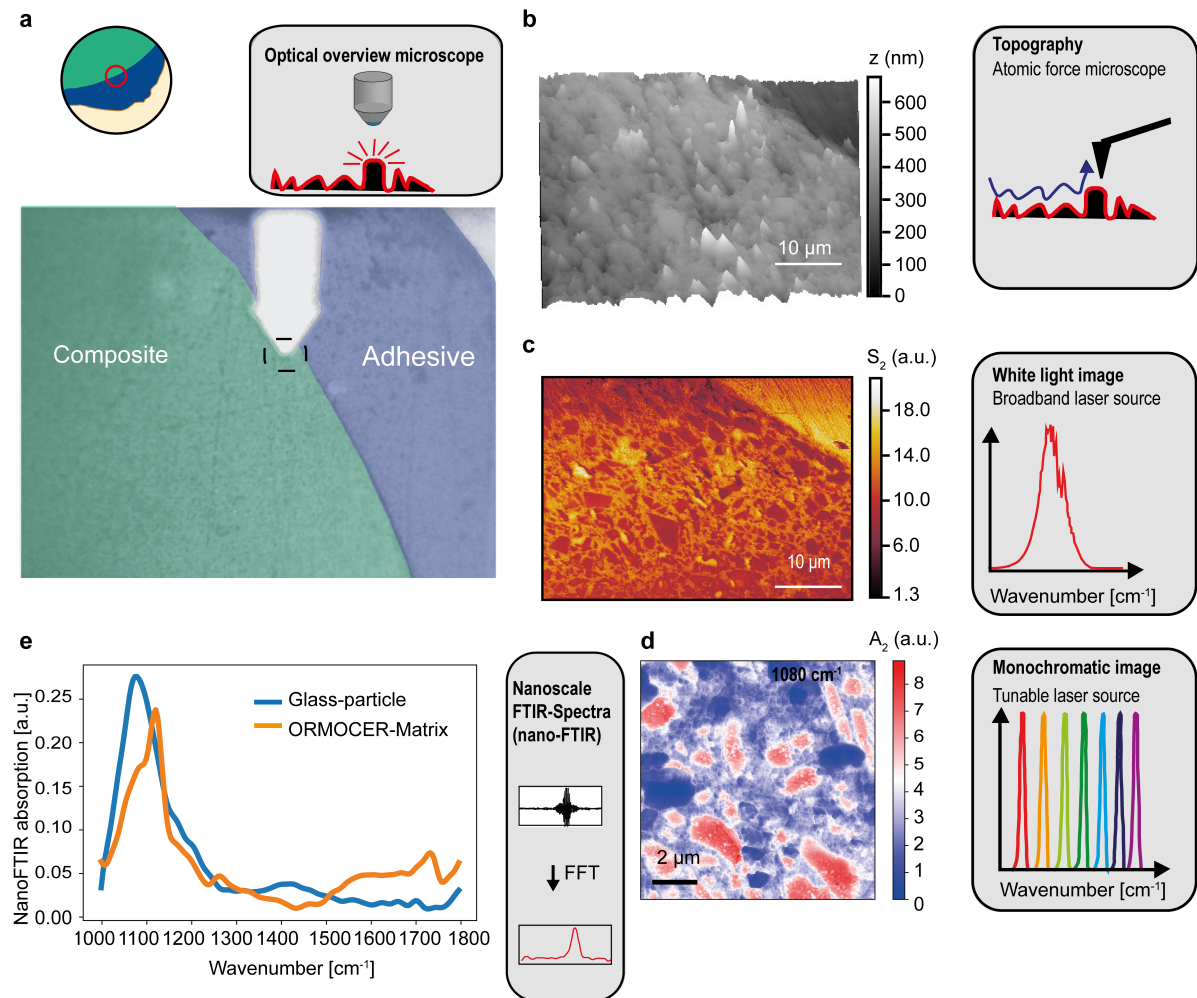 a
Optical overview microscope
Composite
Adhesive
b
z (nm)
600
500
400
300
200
100
0
10 µm
Topography
Atomic force microscope
c
S2 (a.u.)
18.0
14.0
10.0
6.0
1.3
10 µm
White light image
Broadband laser source
Wavenumber [cm-1]
e
NanoFTIR absorption [a.u.]
0.25
0.20
0.15
0.10
0.05
0.00
Glass-particle
ORMOCER-Matrix
1000 1100 1200 1300 1400 1500 1600 1700 1800
Wavenumber [cm-1]
Nanoscale
FTIR-Spectra
(nano-FTIR)
FFT
d
A2 (a.u.)
1080 cm-1
8
7
6
5
4
3
2
1
0
2 µm
Monochromatic image
Tunable laser source
Wavenumber [cm-1]